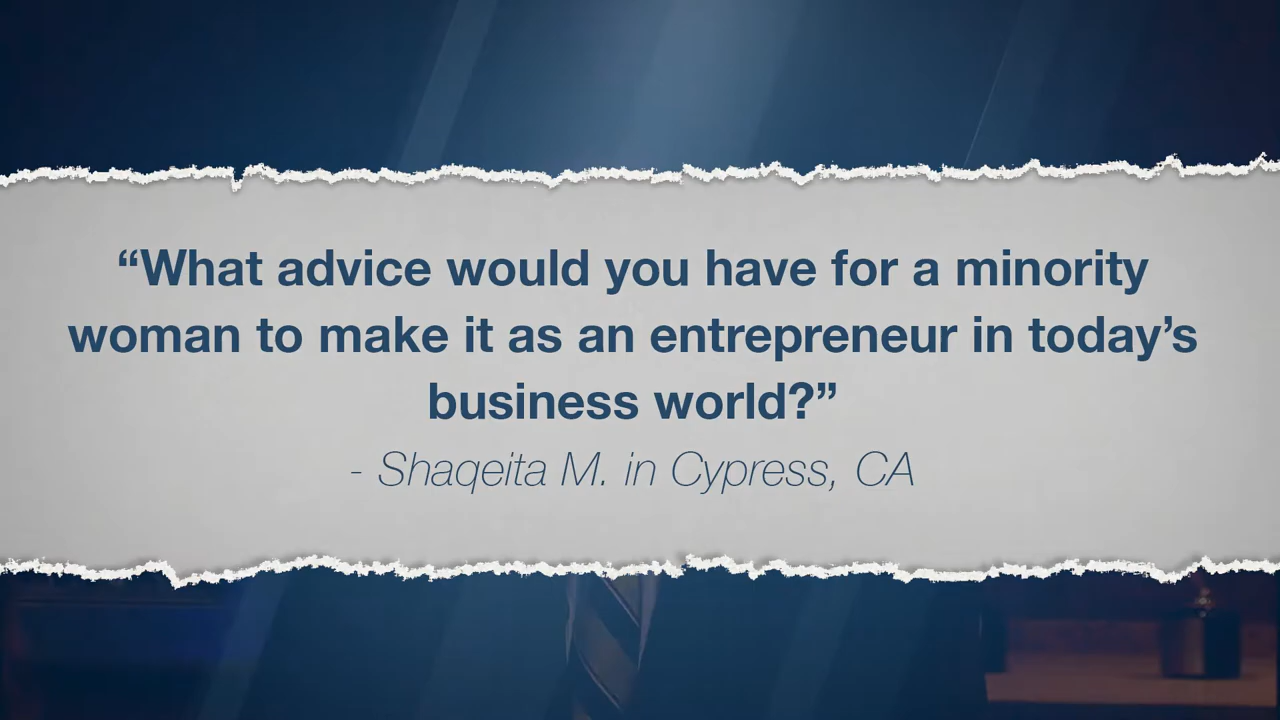 “What advice would you have for a minority
woman to make it as an entrepreneur in today’s
business world?”
- Shaqeita M. in Cypress, CA